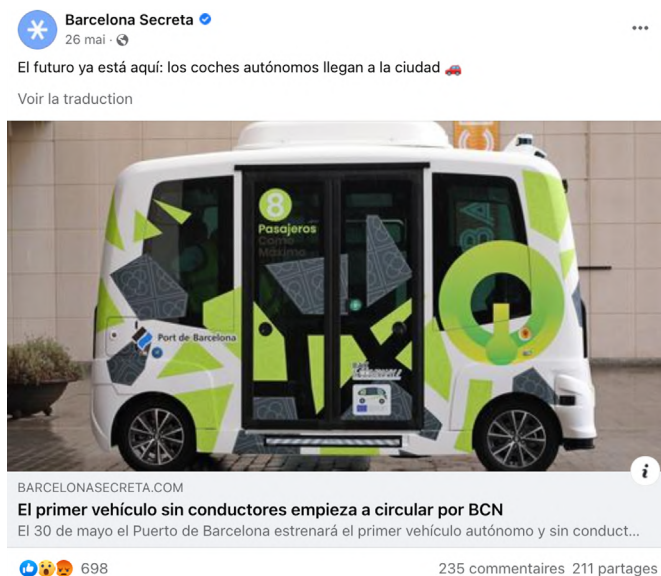 Barcelona Secreta
26 mai ·
El futuro ya está aquí: los coches autónomos llegan a la ciudad 🚗
Voir la traduction
8
Pasajeros
Como
Máximo
Port de Barcelona
BARCELONASECRETA.COM
El primer vehículo sin conductores empieza a circular por BCN
El 30 de mayo el Puerto de Barcelona estrenará el primer vehículo autónomo y sin conduct...
698
235 commentaires 211 partages